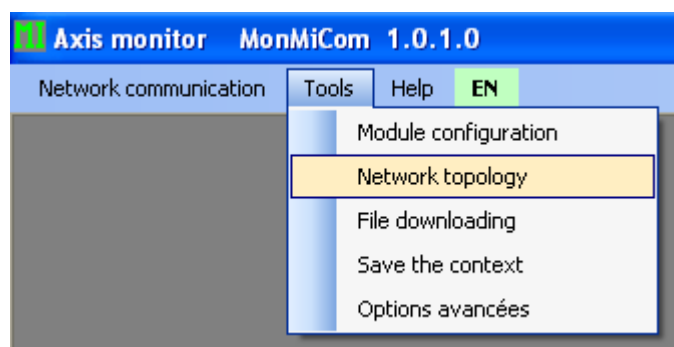 MI Axis monitor MonMiCom 1.0.1.0
Network communication Tools Help EN
Module configuration
Network topology
File downloading
Save the context
Options avancées